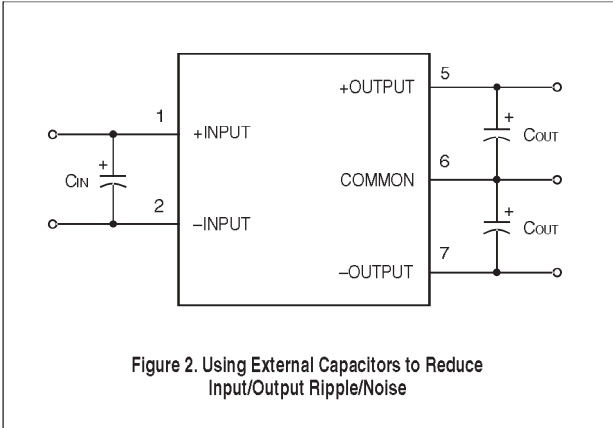 5
+OUTPUT
1
+INPUT
+
COUT
6
COMMON
+
CIN
2
–INPUT
+
COUT
7
–OUTPUT
Figure 2. Using External Capacitors to Reduce
Input/Output Ripple/Noise